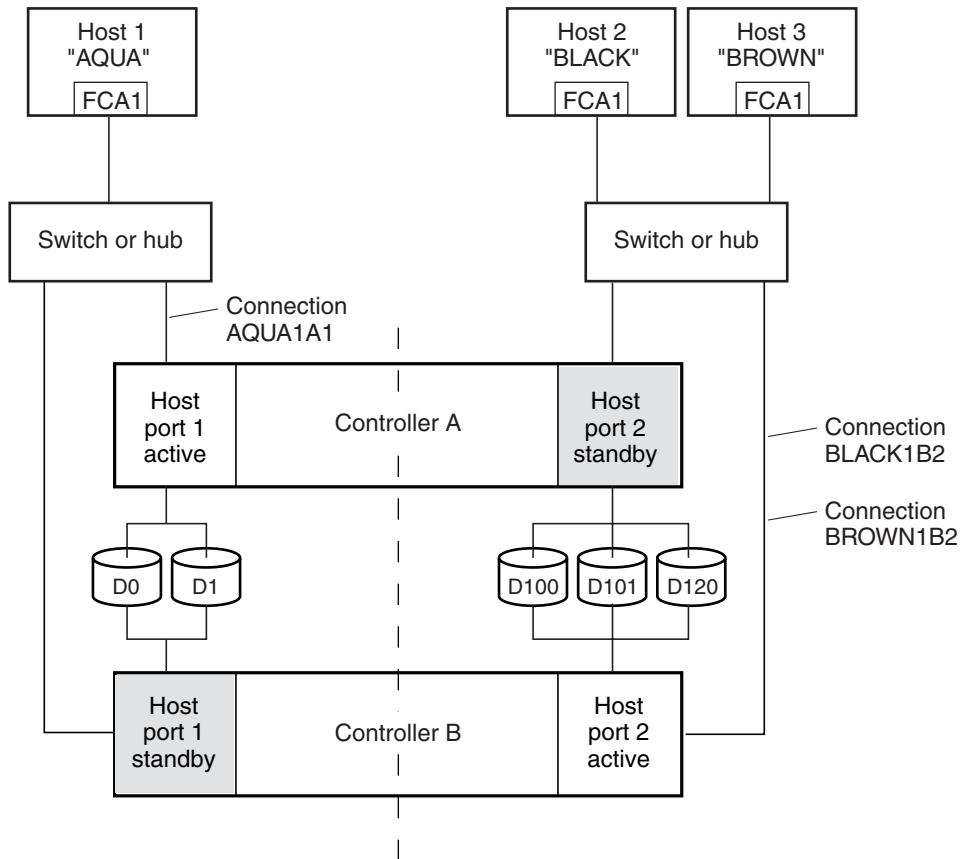 Host 1
"AQUA"
FCA1
Host 2
"BLACK"
FCA1
Host 3
"BROWN"
FCA1
Switch or hub
Switch or hub
Connection
AQUA1A1
Host
port 1
active
Controller A
Host
port 2
standby
Connection
BLACK1B2
Connection
BROWN1B2
D0
D1
D100
D101
D120
Host
port 1
standby
Controller B
Host
port 2
active